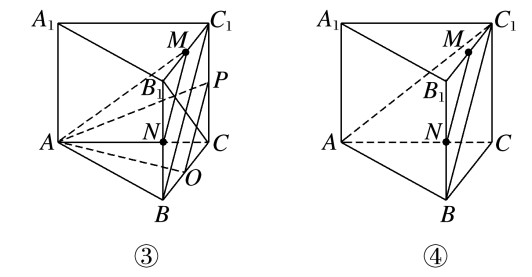 A₁ C₁ A₁ C₁
M M
P
B₁ B₁
A N C A N C
O
B B
③ ④